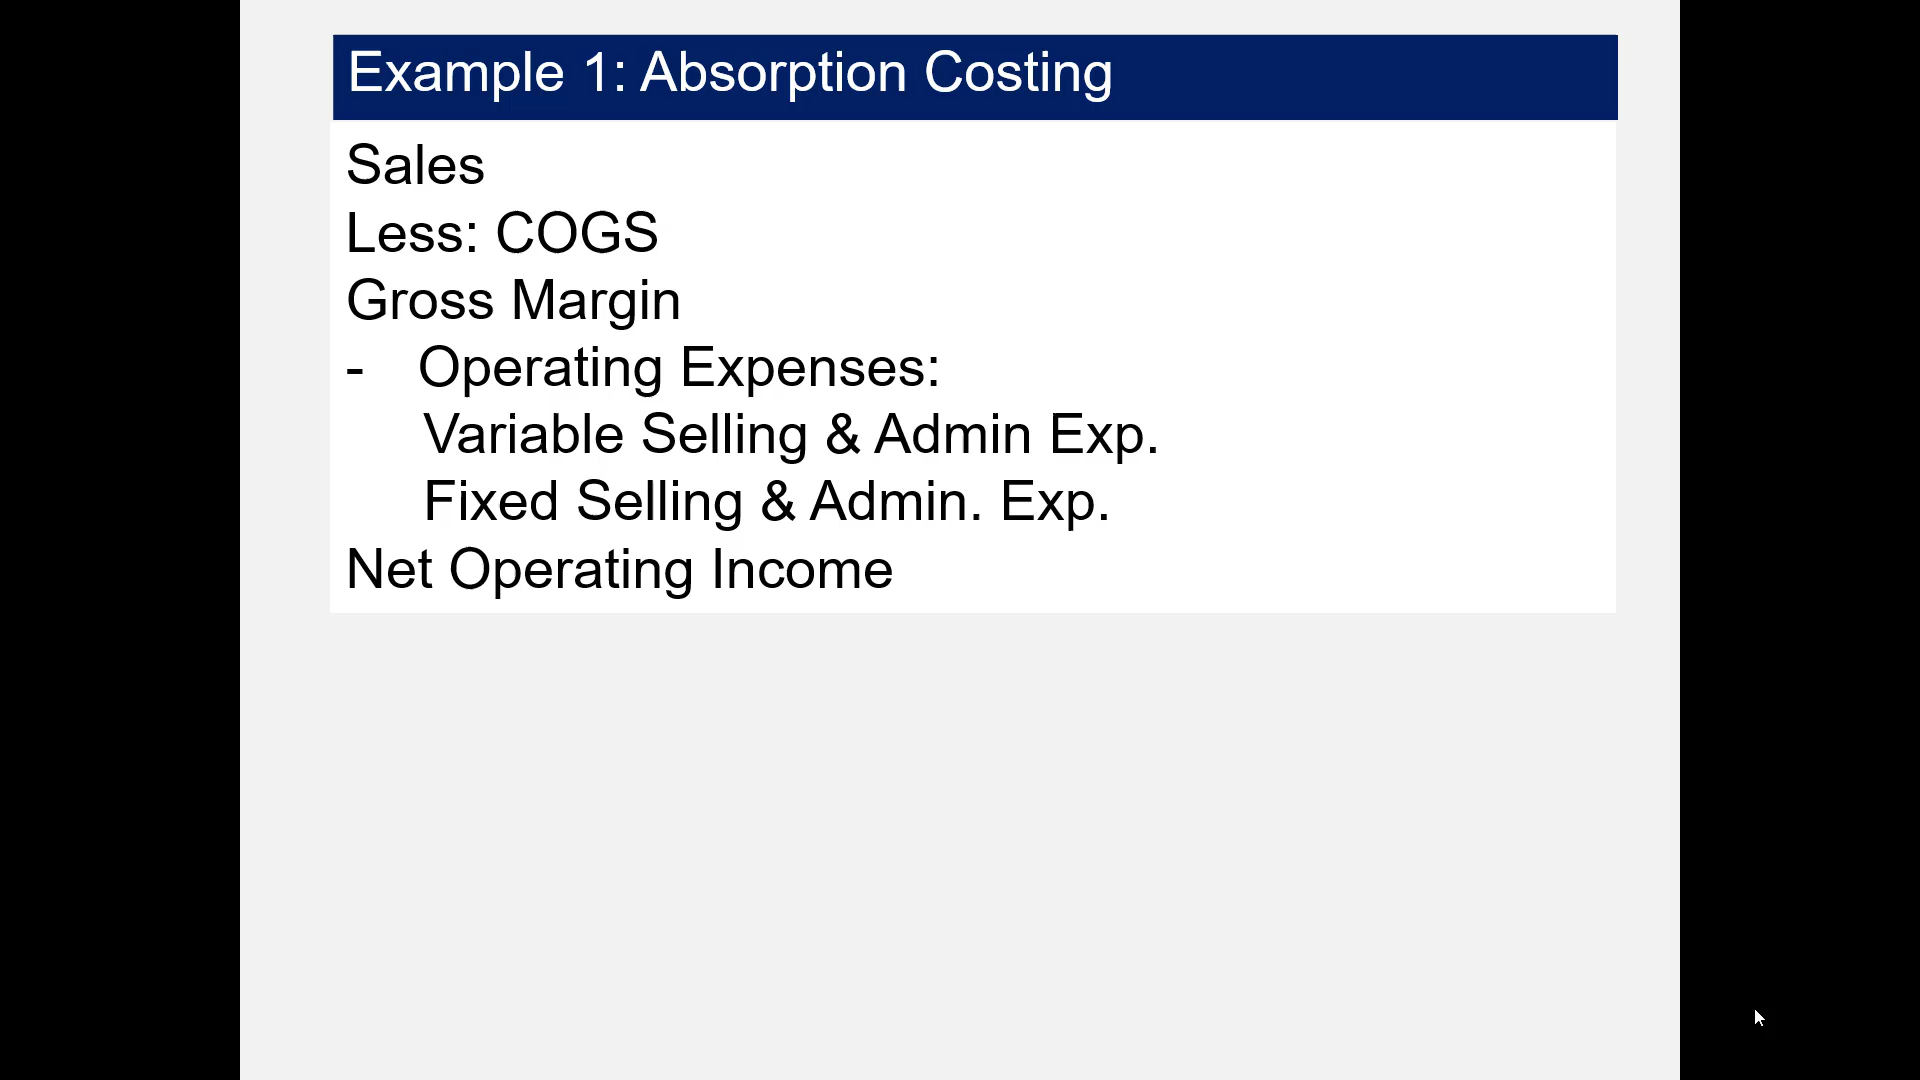 Example 1: Absorption Costing
Sales
Less: COGS
Gross Margin
- Operating Expenses:
Variable Selling & Admin Exp.
Fixed Selling & Admin. Exp.
Net Operating Income